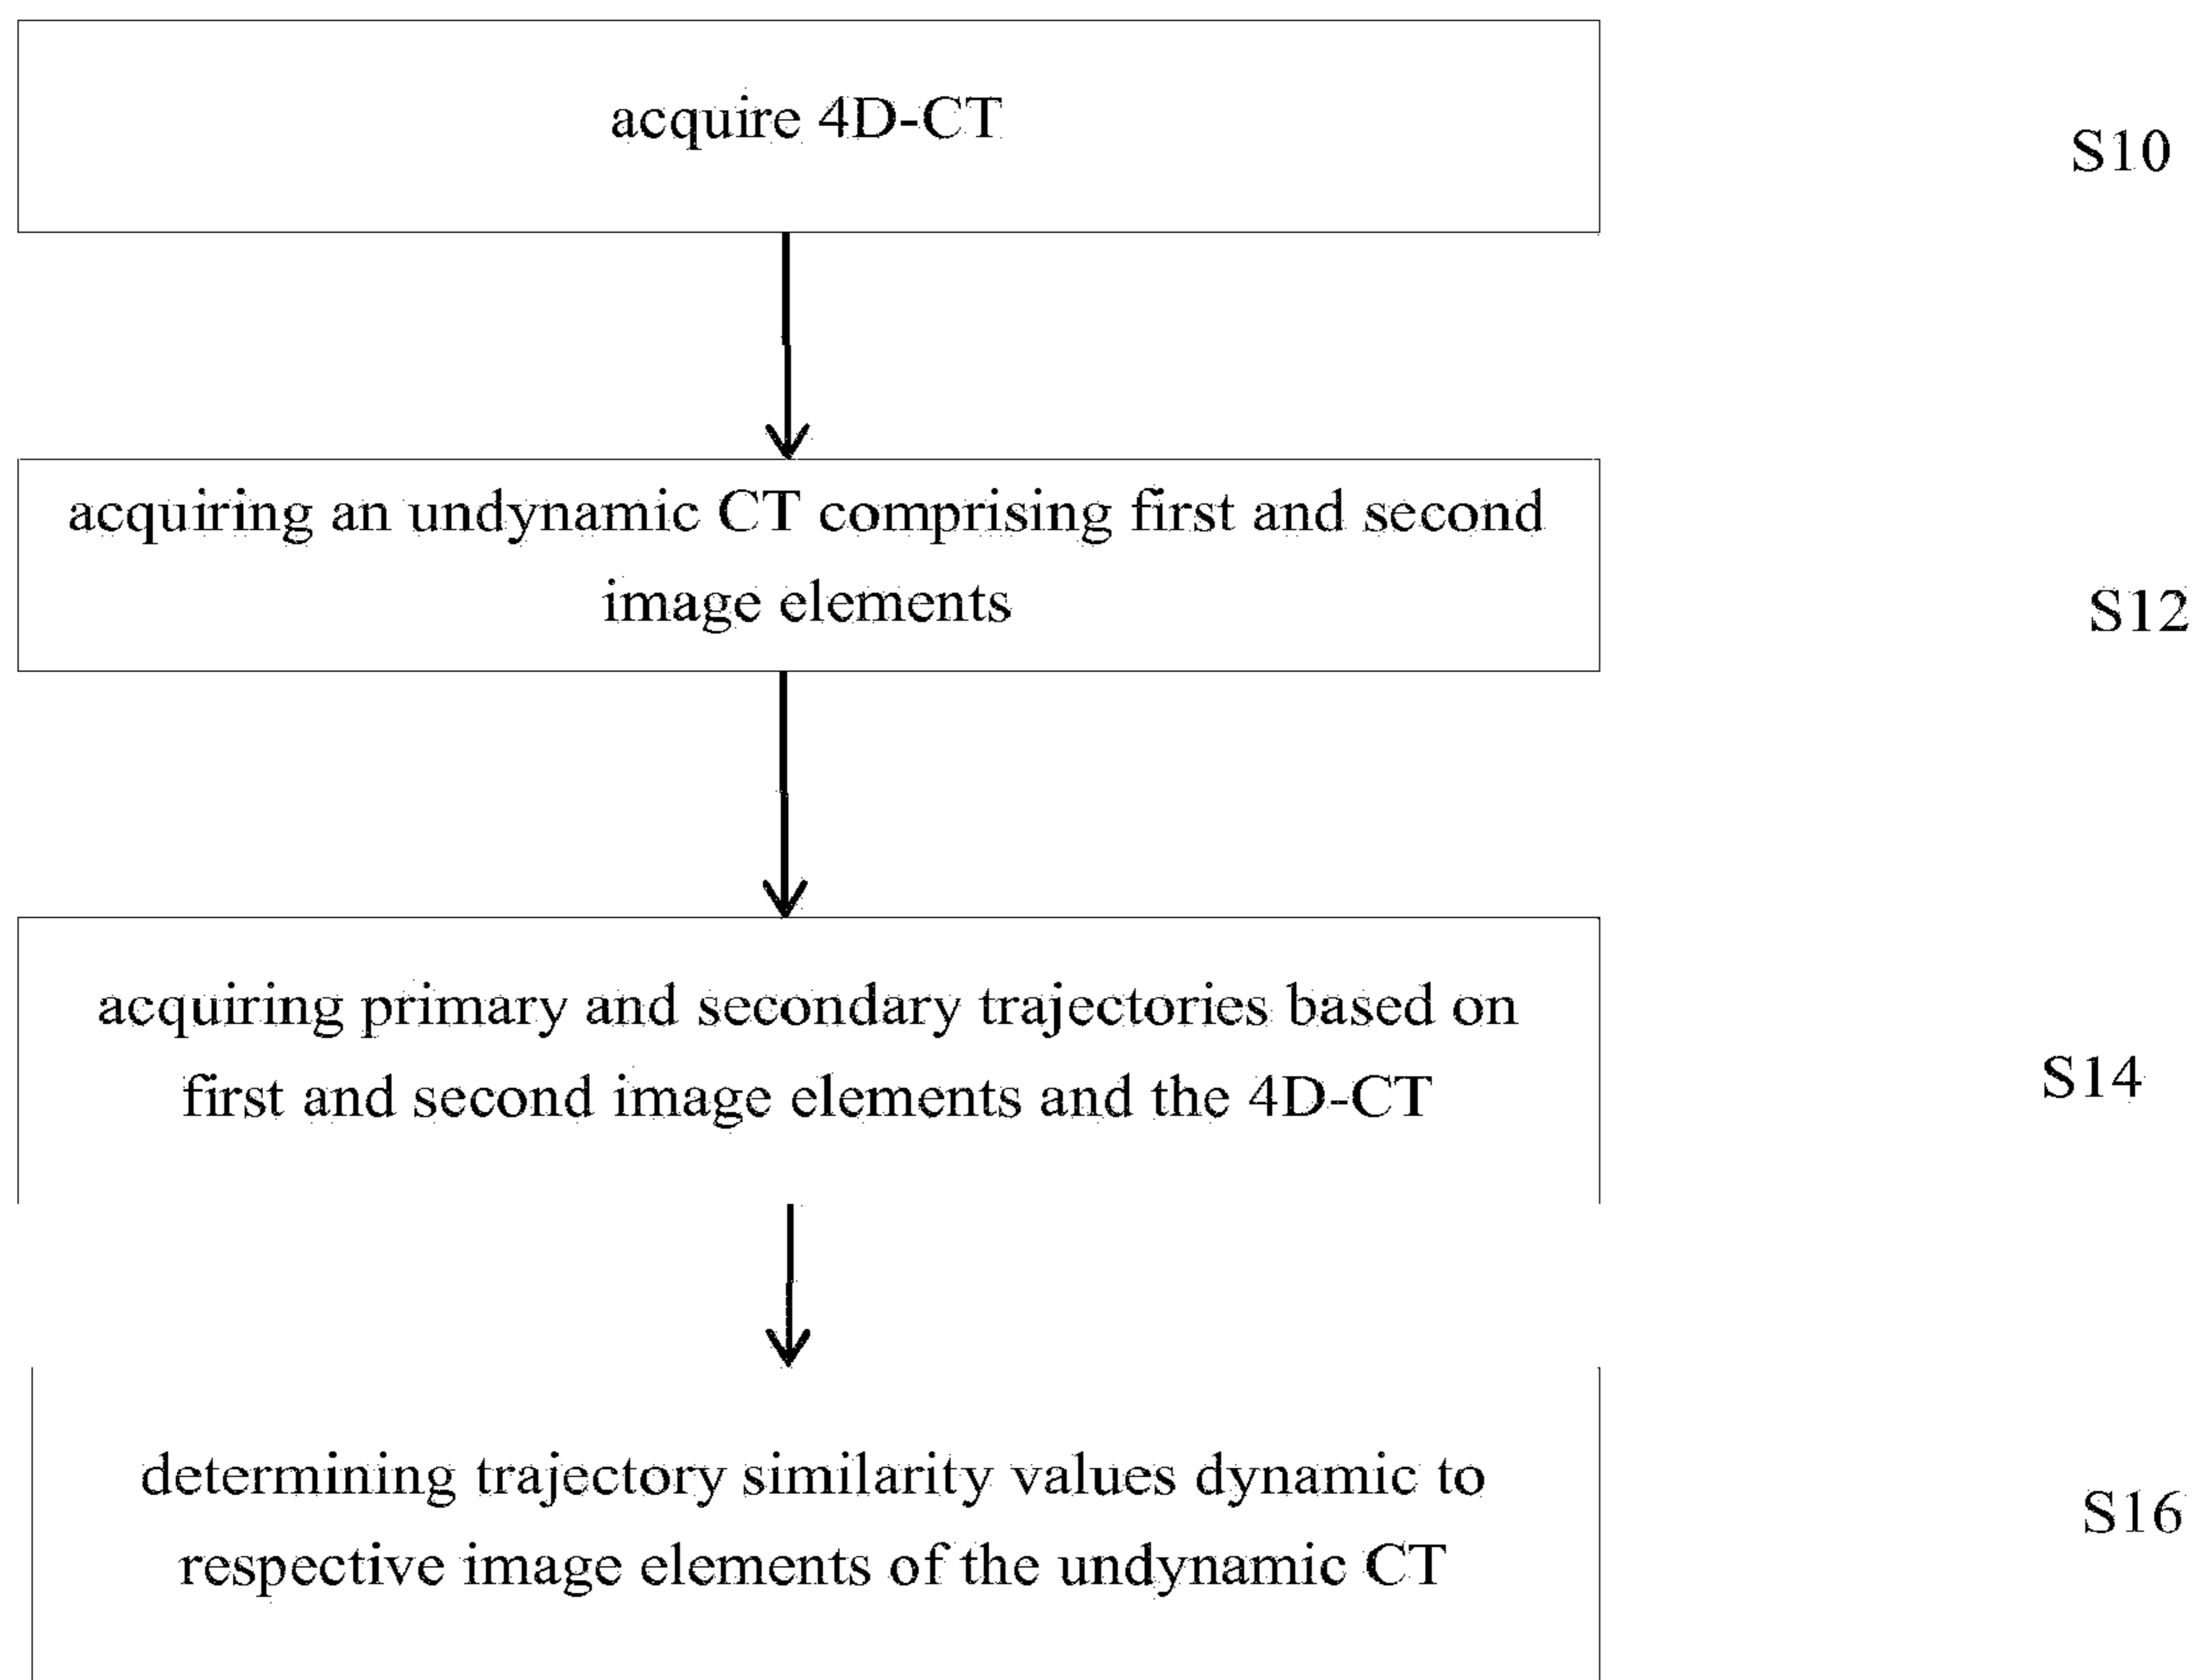 acquire 4D-CT
S10
acquiring an undynamic CT comprising first and second
image elements
S12
acquiring primary and secondary trajectories based on
first and second image elements and the 4D-CT
S14
determining trajectory similarity values dynamic to
respective image elements of the undynamic CT
S16